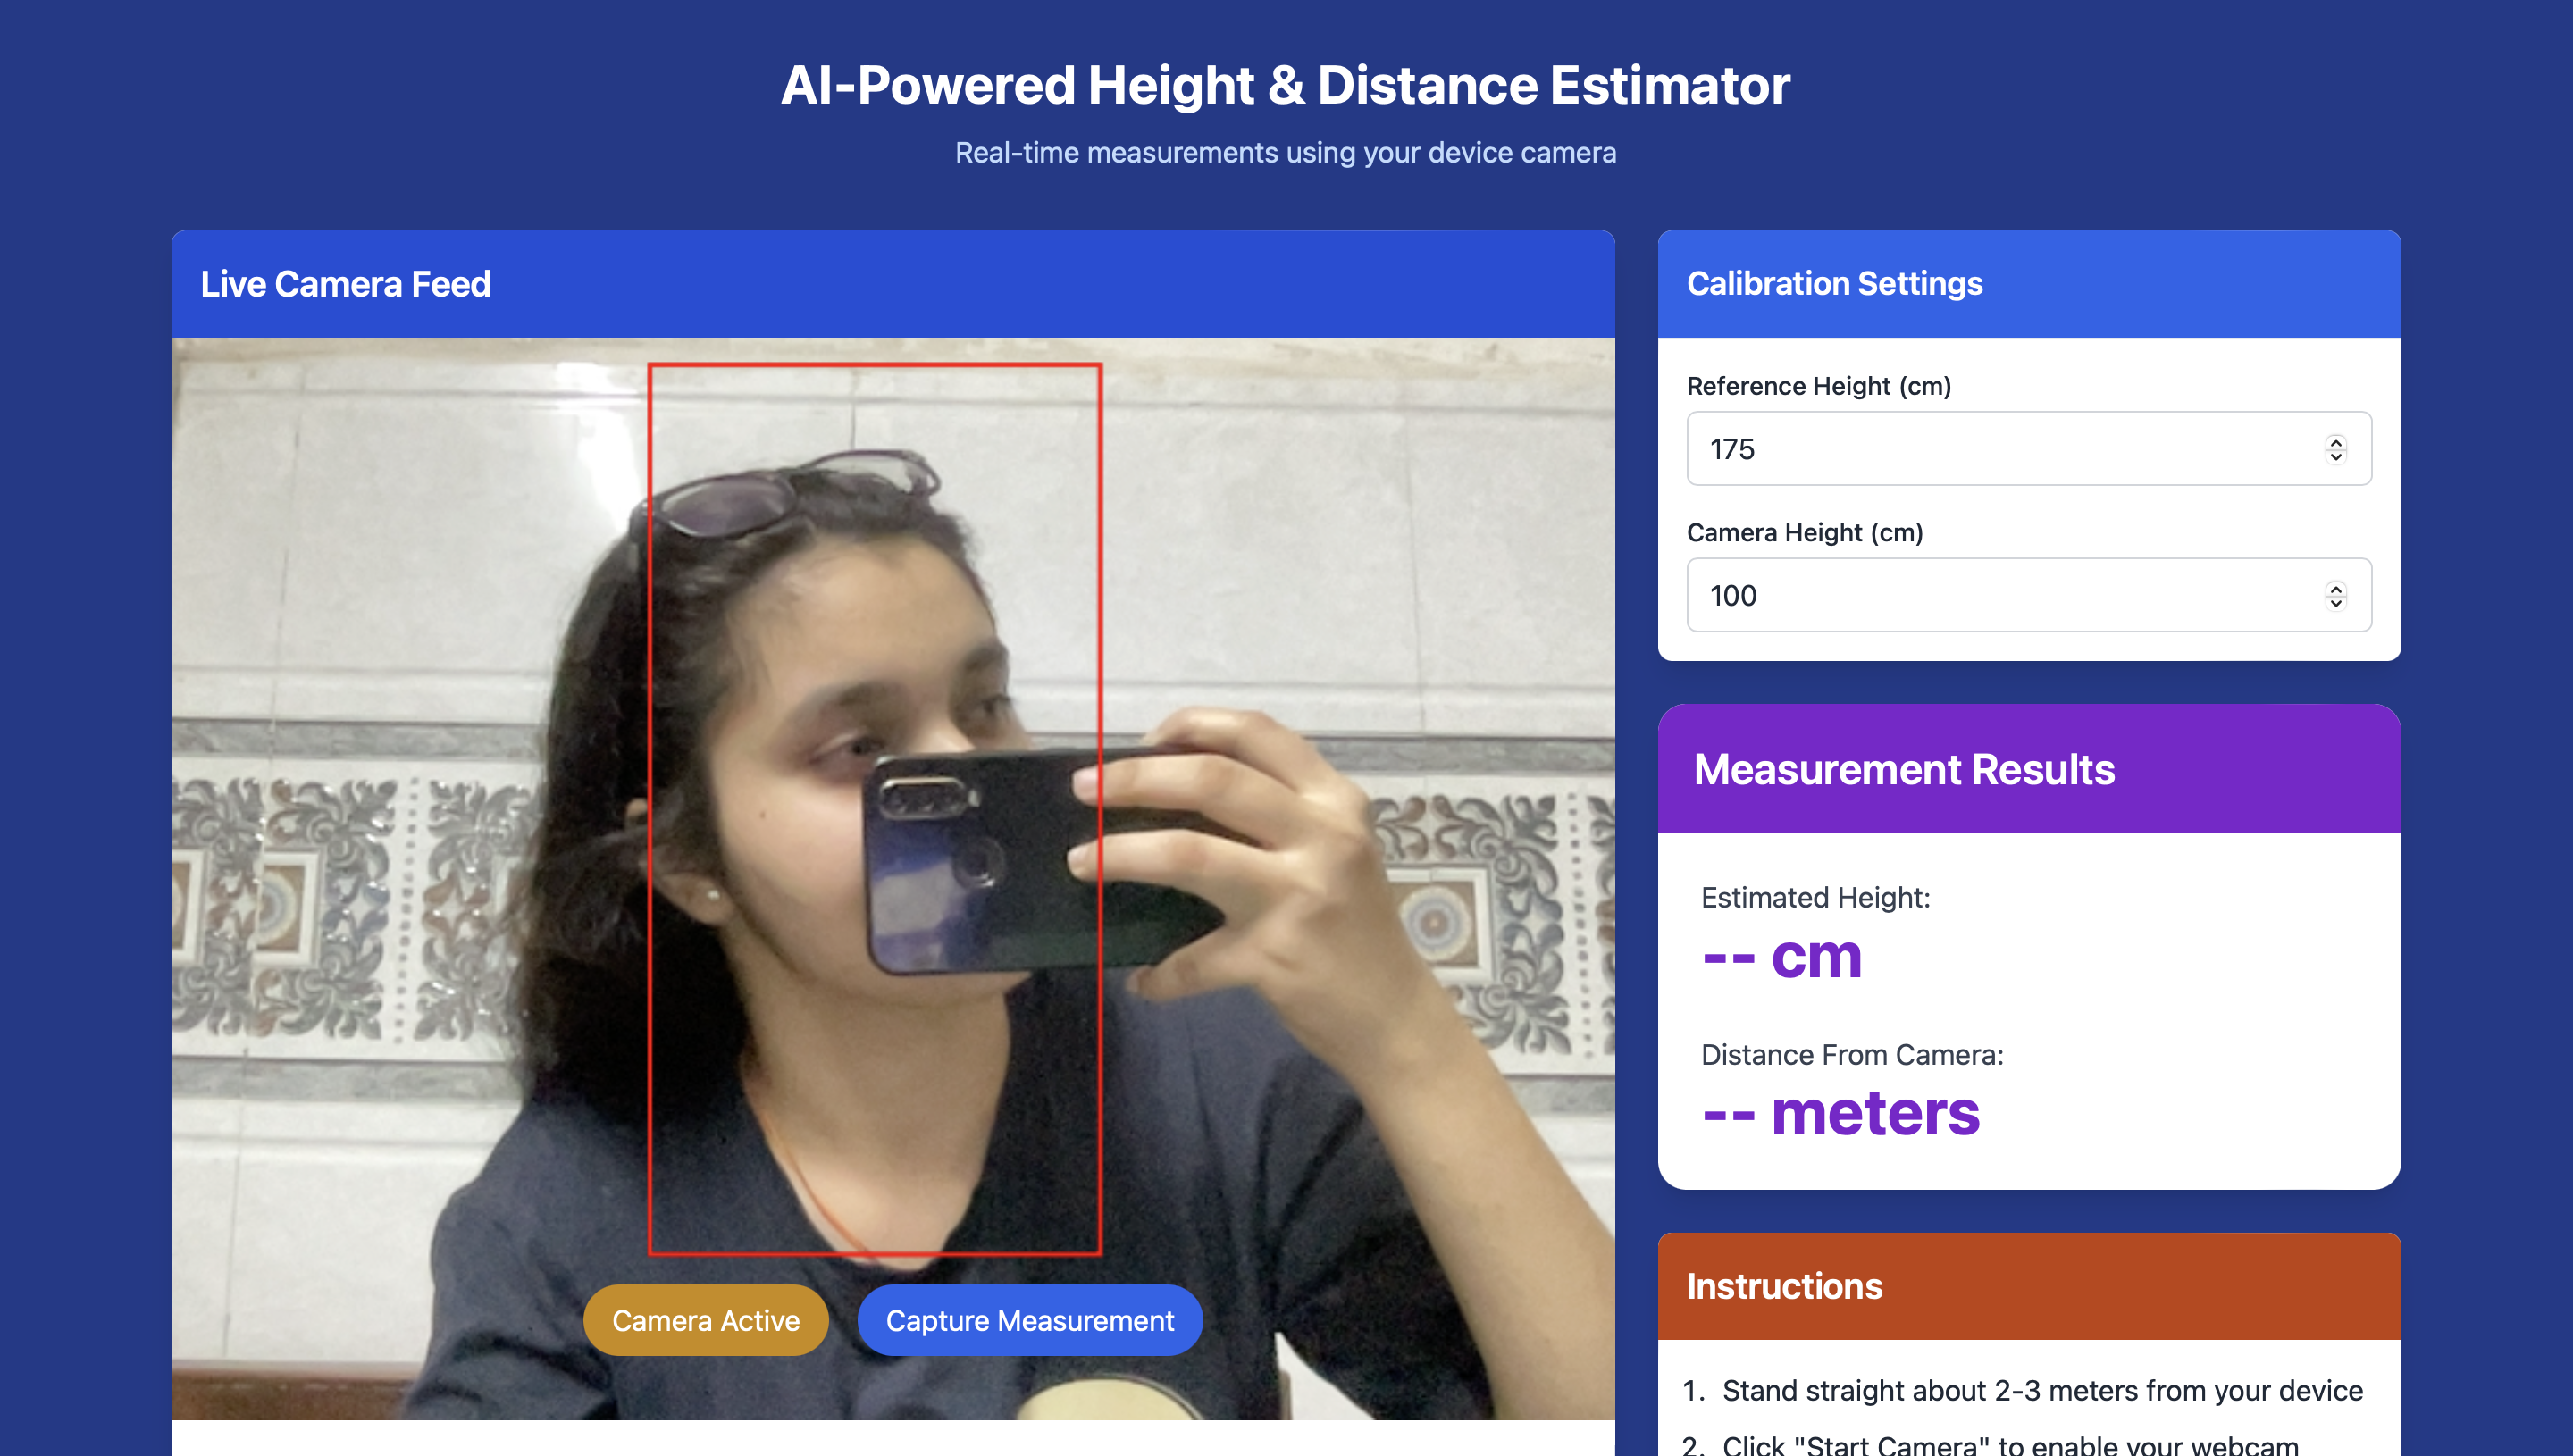 AI-Powered Height & Distance Estimator
Real-time measurements using your device camera
Live Camera Feed
Camera Active
Capture Measurement
Calibration Settings
Reference Height (cm)
175
Camera Height (cm)
100
Measurement Results
Estimated Height:
-- cm
Distance From Camera:
-- meters
Instructions
1. Stand straight about 2-3 meters from your device
2. Click "Start Camera" to enable your webcam